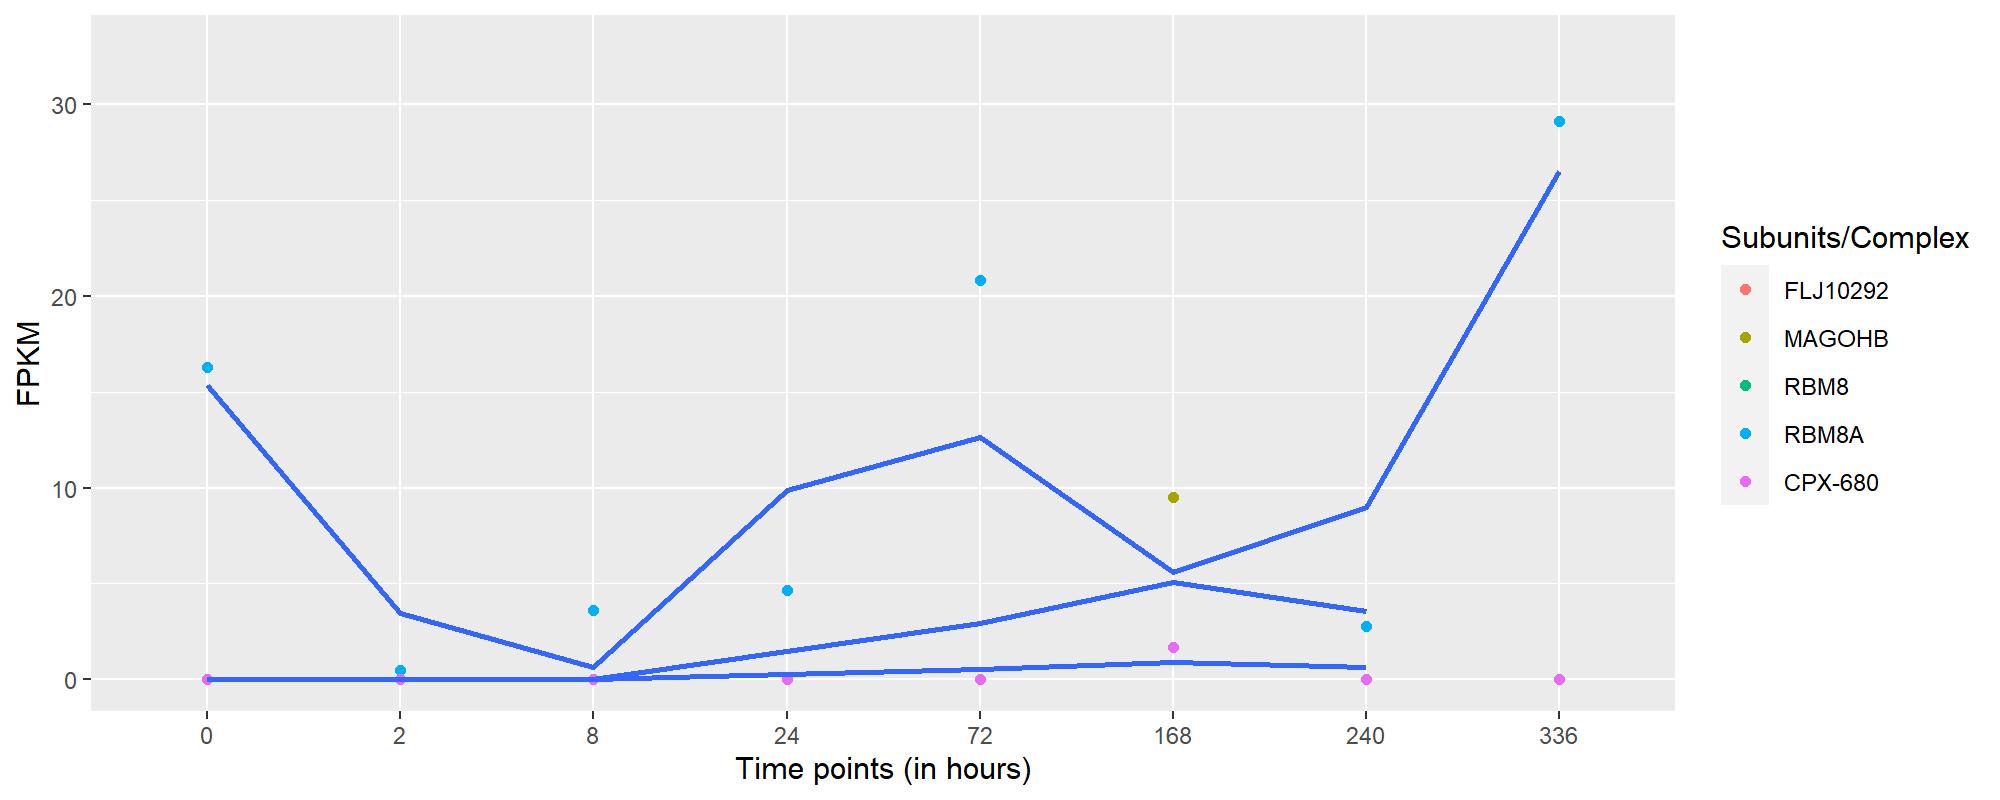 30
20
10
0
FPKM
0 2 8 24 72 168 240 336
Time points (in hours)
Subunits/Complex
FLJ10292
MAGOHB
RBM8
RBM8A
CPX-680